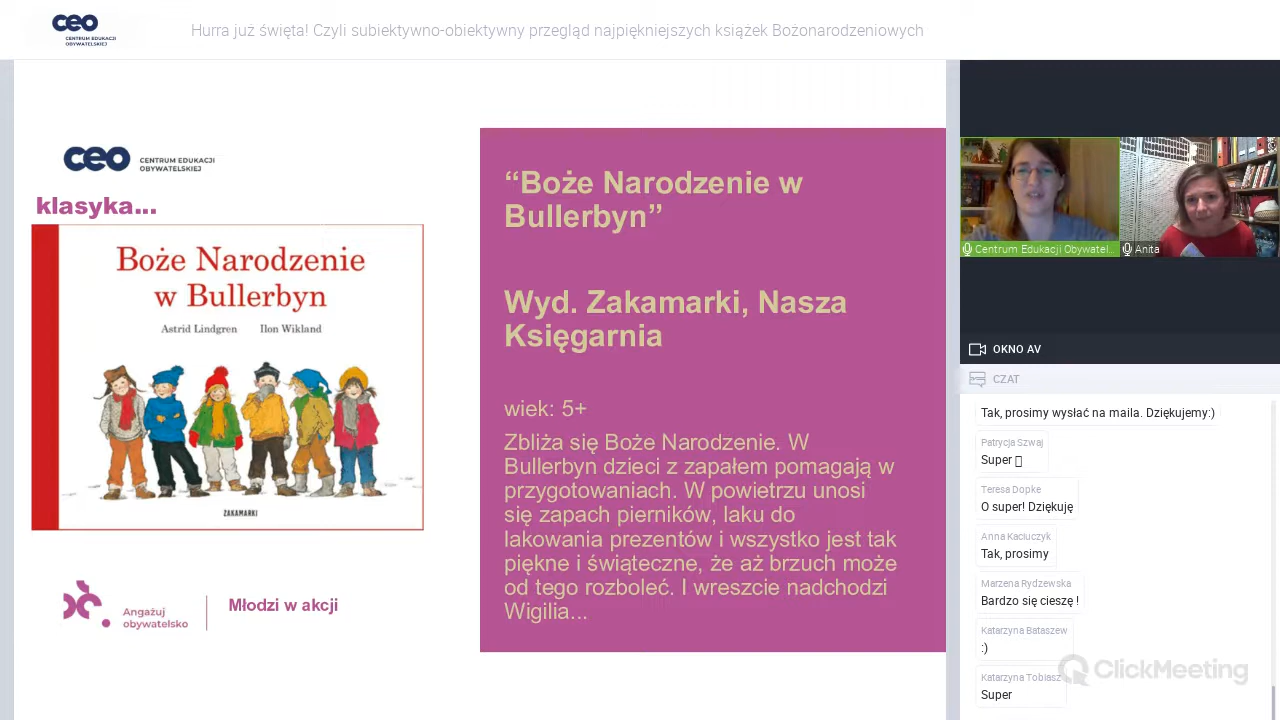 ceo
CENTRUM EDUKACJI
OBYWATELSKIEJ
Hurra już święta! Czyli subiektywno-obiektywny przegląd najpiękniejszych książek Bożonarodzeniowych
ceo
CENTRUM EDUKACJI
OBYWATELSKIEJ
klasyka...
Boże Narodzenie
w Bullerbyn
Astrid Lindgren Ilon Wikland
ZAKAMARKI
Angażuj
obywatelsko
Młodzi w akcji
“Boże Narodzenie w
Bullerbyn”
Wyd. Zakamarki, Nasza
Księgarnia
wiek: 5+
Zbliża się Boże Narodzenie. W
Bullerbyn dzieci z zapałem pomagają w
przygotowaniach. W powietrzu unosi
się zapach pierników, laku do
lakowania prezentów i wszystko jest tak
piękne i świąteczne, że aż brzuch może
od tego rozboleć. I wreszcie nadchodzi
Wigilia...
Centrum Edukacji Obywatel...
Anita
OKNO AV
CZAT
Tak, prosimy wysłać na maila. Dziękujemy:)
Patrycja Szwaj
Super
Teresa Dopke
O super! Dziękuję
Anna Kaciuczyk
Tak, prosimy
Marzena Rydzewska
Bardzo się cieszę !
Katarzyna Bataszew
:)
Katarzyna Tobiasz
Super
ClickMeeting